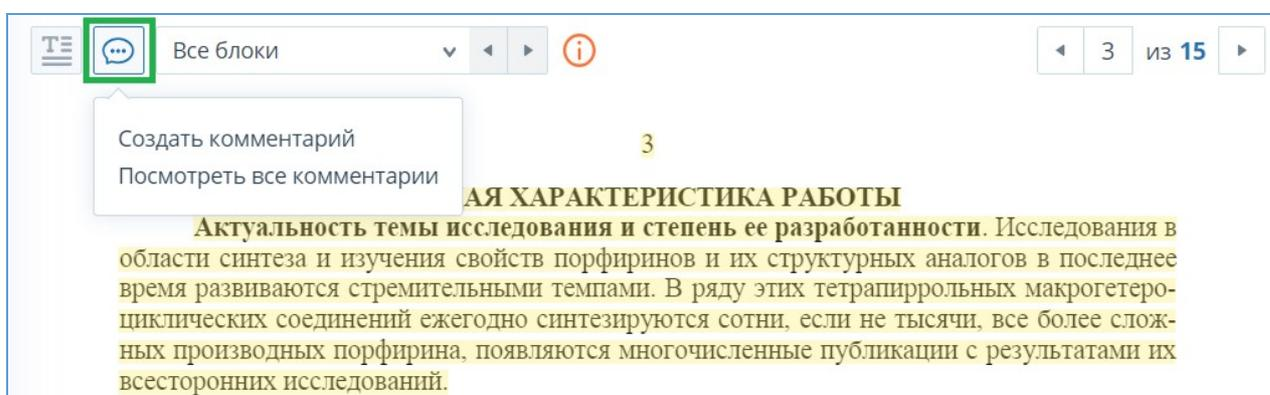 Все блоки
3 из 15
Создать комментарий
Посмотреть все комментарии
3
АЯ ХАРАКТЕРИСТИКА РАБОТЫ
Актуальность темы исследования и степень ее разработанности. Исследования в
области синтеза и изучения свойств порфиринов и их структурных аналогов в последнее
время развиваются стремительными темпами. В ряду этих тетрапиррольных макрогетеро-
циклических соединений ежегодно синтезируются сотни, если не тысячи, все более слож-
ных производных порфирина, появляются многочисленные публикации с результатами их
всесторонних исследований.